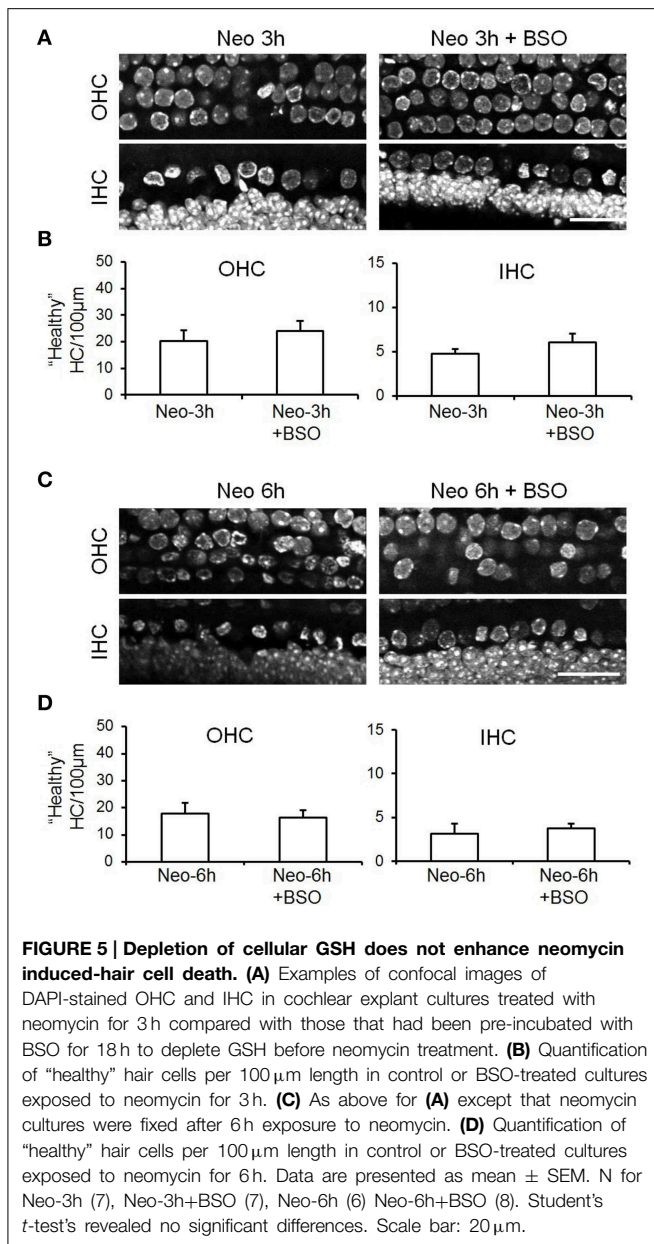 A
Neo 3h
Neo 3h + BSO
OHC
IHC
B
"Healthy"
HC/100µm
50
40
30
20
10
0
OHC
Neo-3h
Neo-3h
+BSO
15
10
5
0
IHC
Neo-3h
Neo-3h
+BSO
C
Neo 6h
Neo 6h + BSO
OHC
IHC
D
"Healthy"
HC/100µm
50
40
30
20
10
0
OHC
Neo-6h
Neo-6h
+BSO
15
10
5
0
IHC
Neo-6h
Neo-6h
+BSO
FIGURE 5 | Depletion of cellular GSH does not enhance neomycin
induced-hair cell death. (A) Examples of confocal images of
DAPI-stained OHC and IHC in cochlear explant cultures treated with
neomycin for 3 h compared with those that had been pre-incubated with
BSO for 18 h to deplete GSH before neomycin treatment. (B) Quantification
of “healthy” hair cells per 100 µm length in control or BSO-treated cultures
exposed to neomycin for 3 h. (C) As above for (A) except that neomycin
cultures were fixed after 6 h exposure to neomycin. (D) Quantification of
“healthy” hair cells per 100 µm length in control or BSO-treated cultures
exposed to neomycin for 6 h. Data are presented as mean ± SEM. N for
Neo-3h (7), Neo-3h+BSO (7), Neo-6h (6) Neo-6h+BSO (8). Student’s
t-test’s revealed no significant differences. Scale bar: 20 µm.